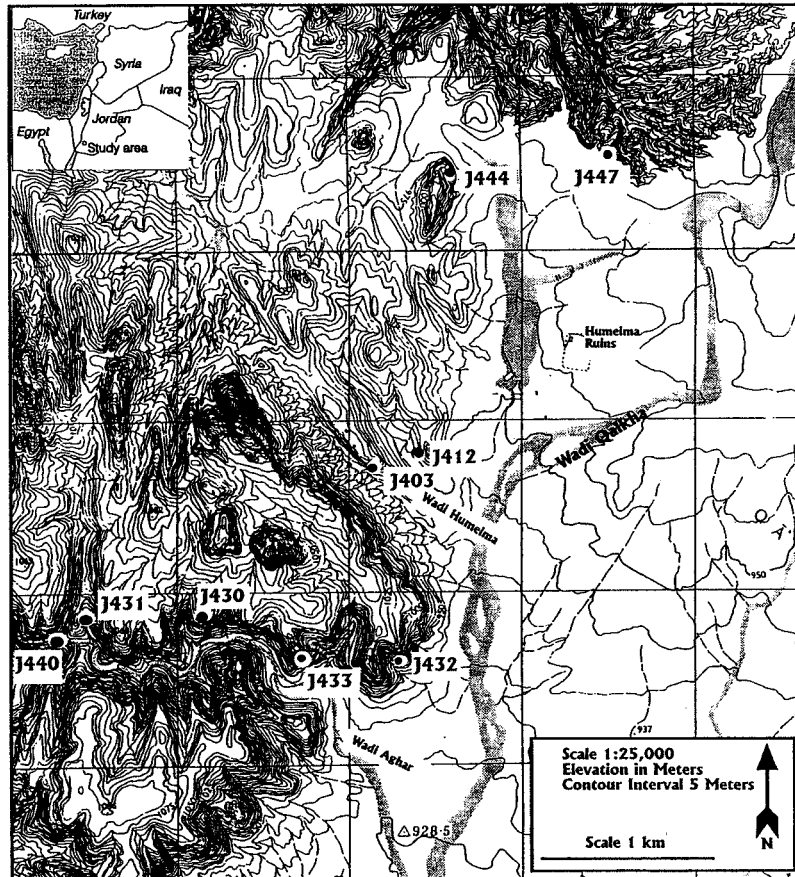 Turkey
Syria
Iraq
Jordan
Egypt
Study area
J444
J447
Humeima
Ruins
Wadi Qalkha
J412
J403
Wadi Humeima
950
J431
J430
J440
J433
J432
937
Wadi Aghar
928·5
Scale 1:25,000
Elevation in Meters
Contour Interval 5 Meters
Scale 1 km
N